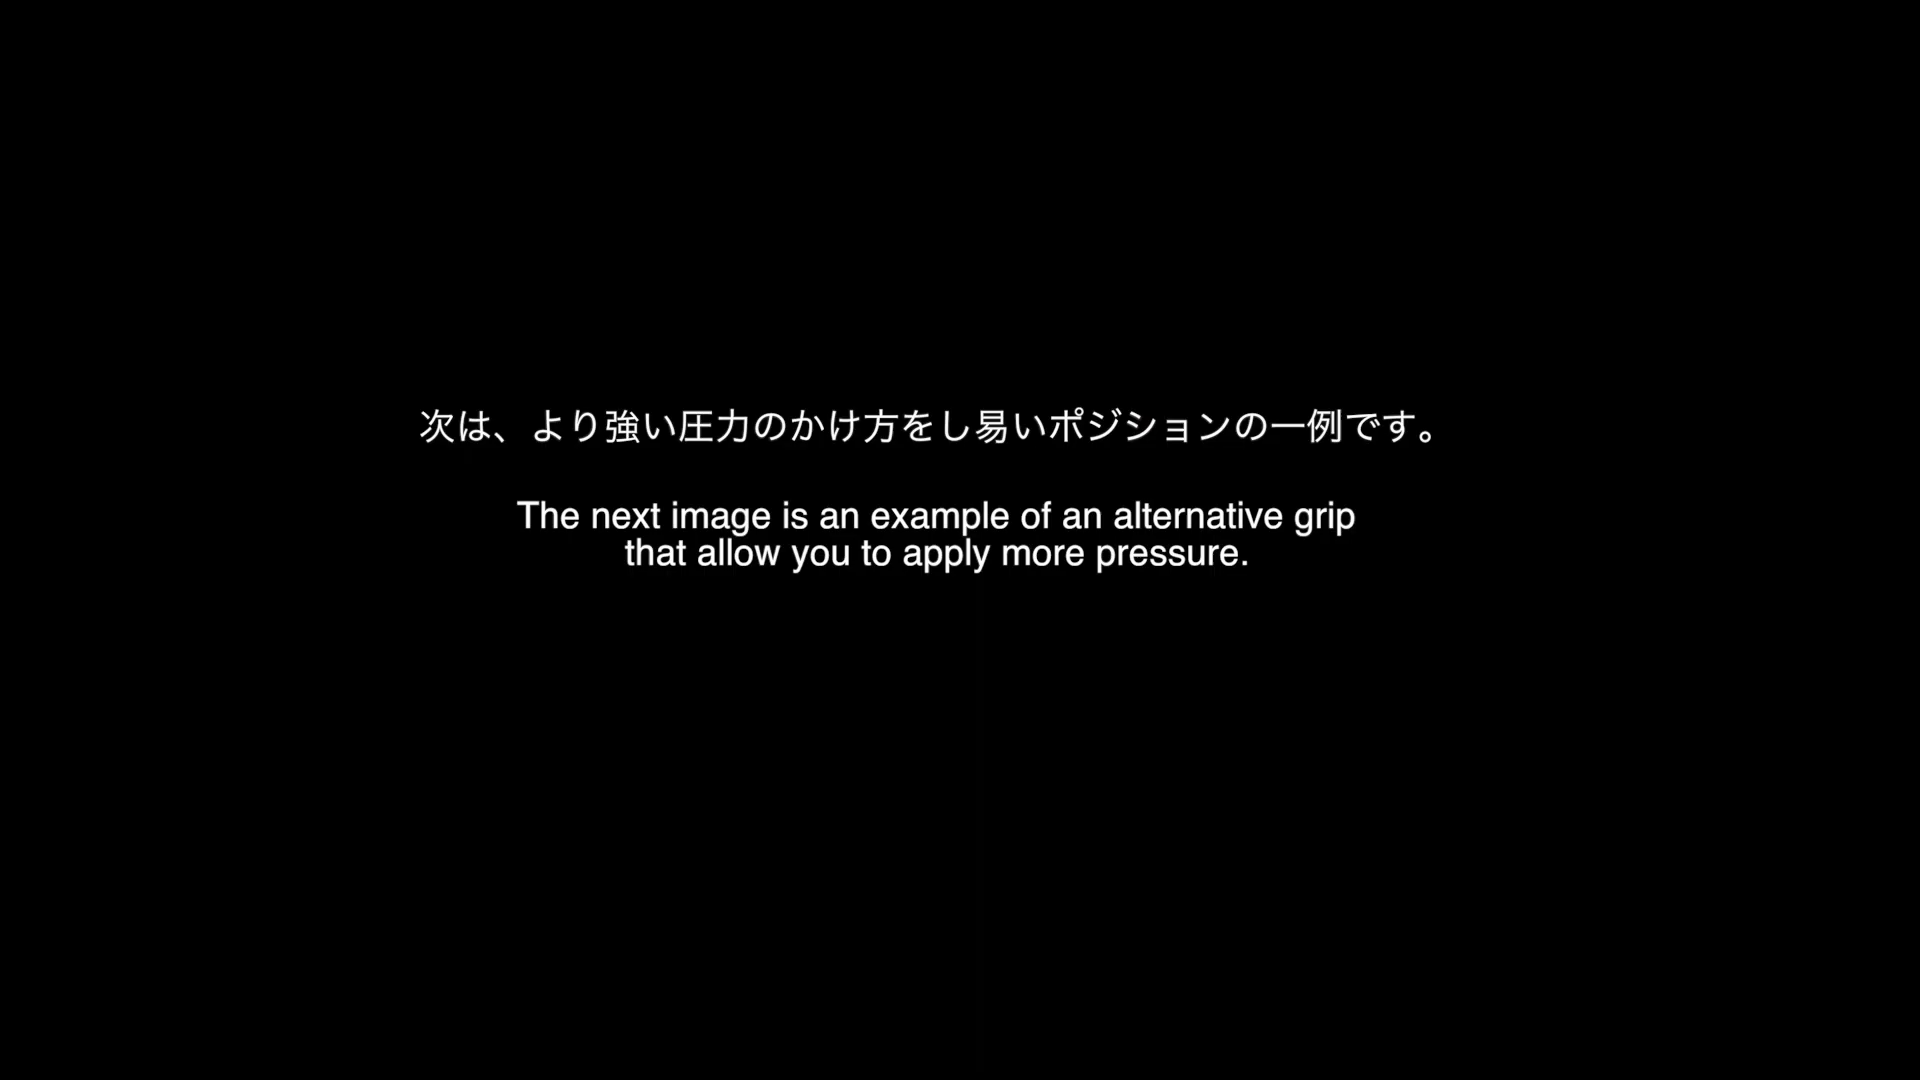 次は、より強い圧力のかけ方をし易いポジションの一例です。
The next image is an example of an alternative grip
that allow you to apply more pressure.